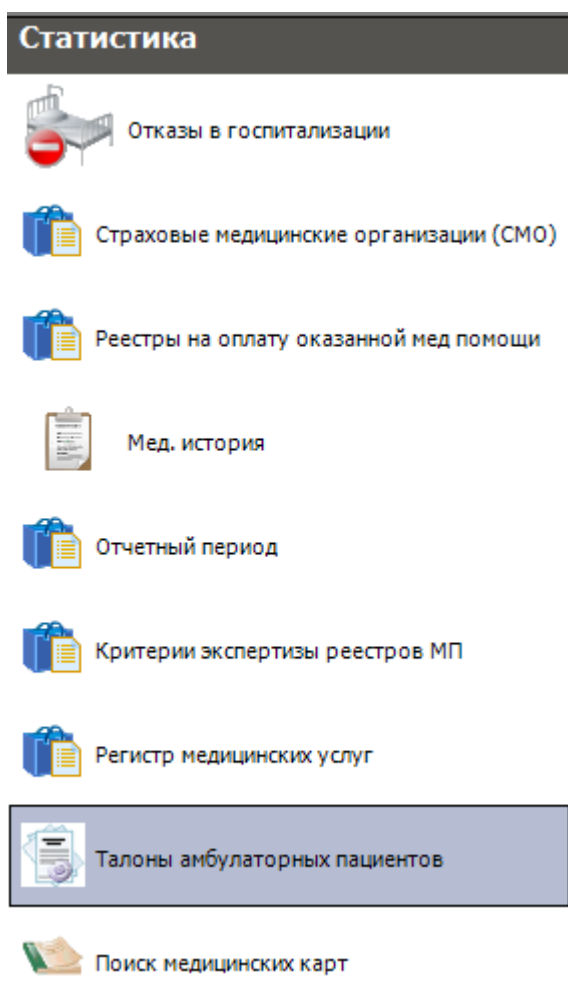 Статистика
Отказы в госпитализации
Страховые медицинские организации (СМО)
Реестры на оплату оказанной мед помощи
Мед. история
Отчетный период
Критерии экспертизы реестров МП
Регистр медицинских услуг
Талоны амбулаторных пациентов
Поиск медицинских карт